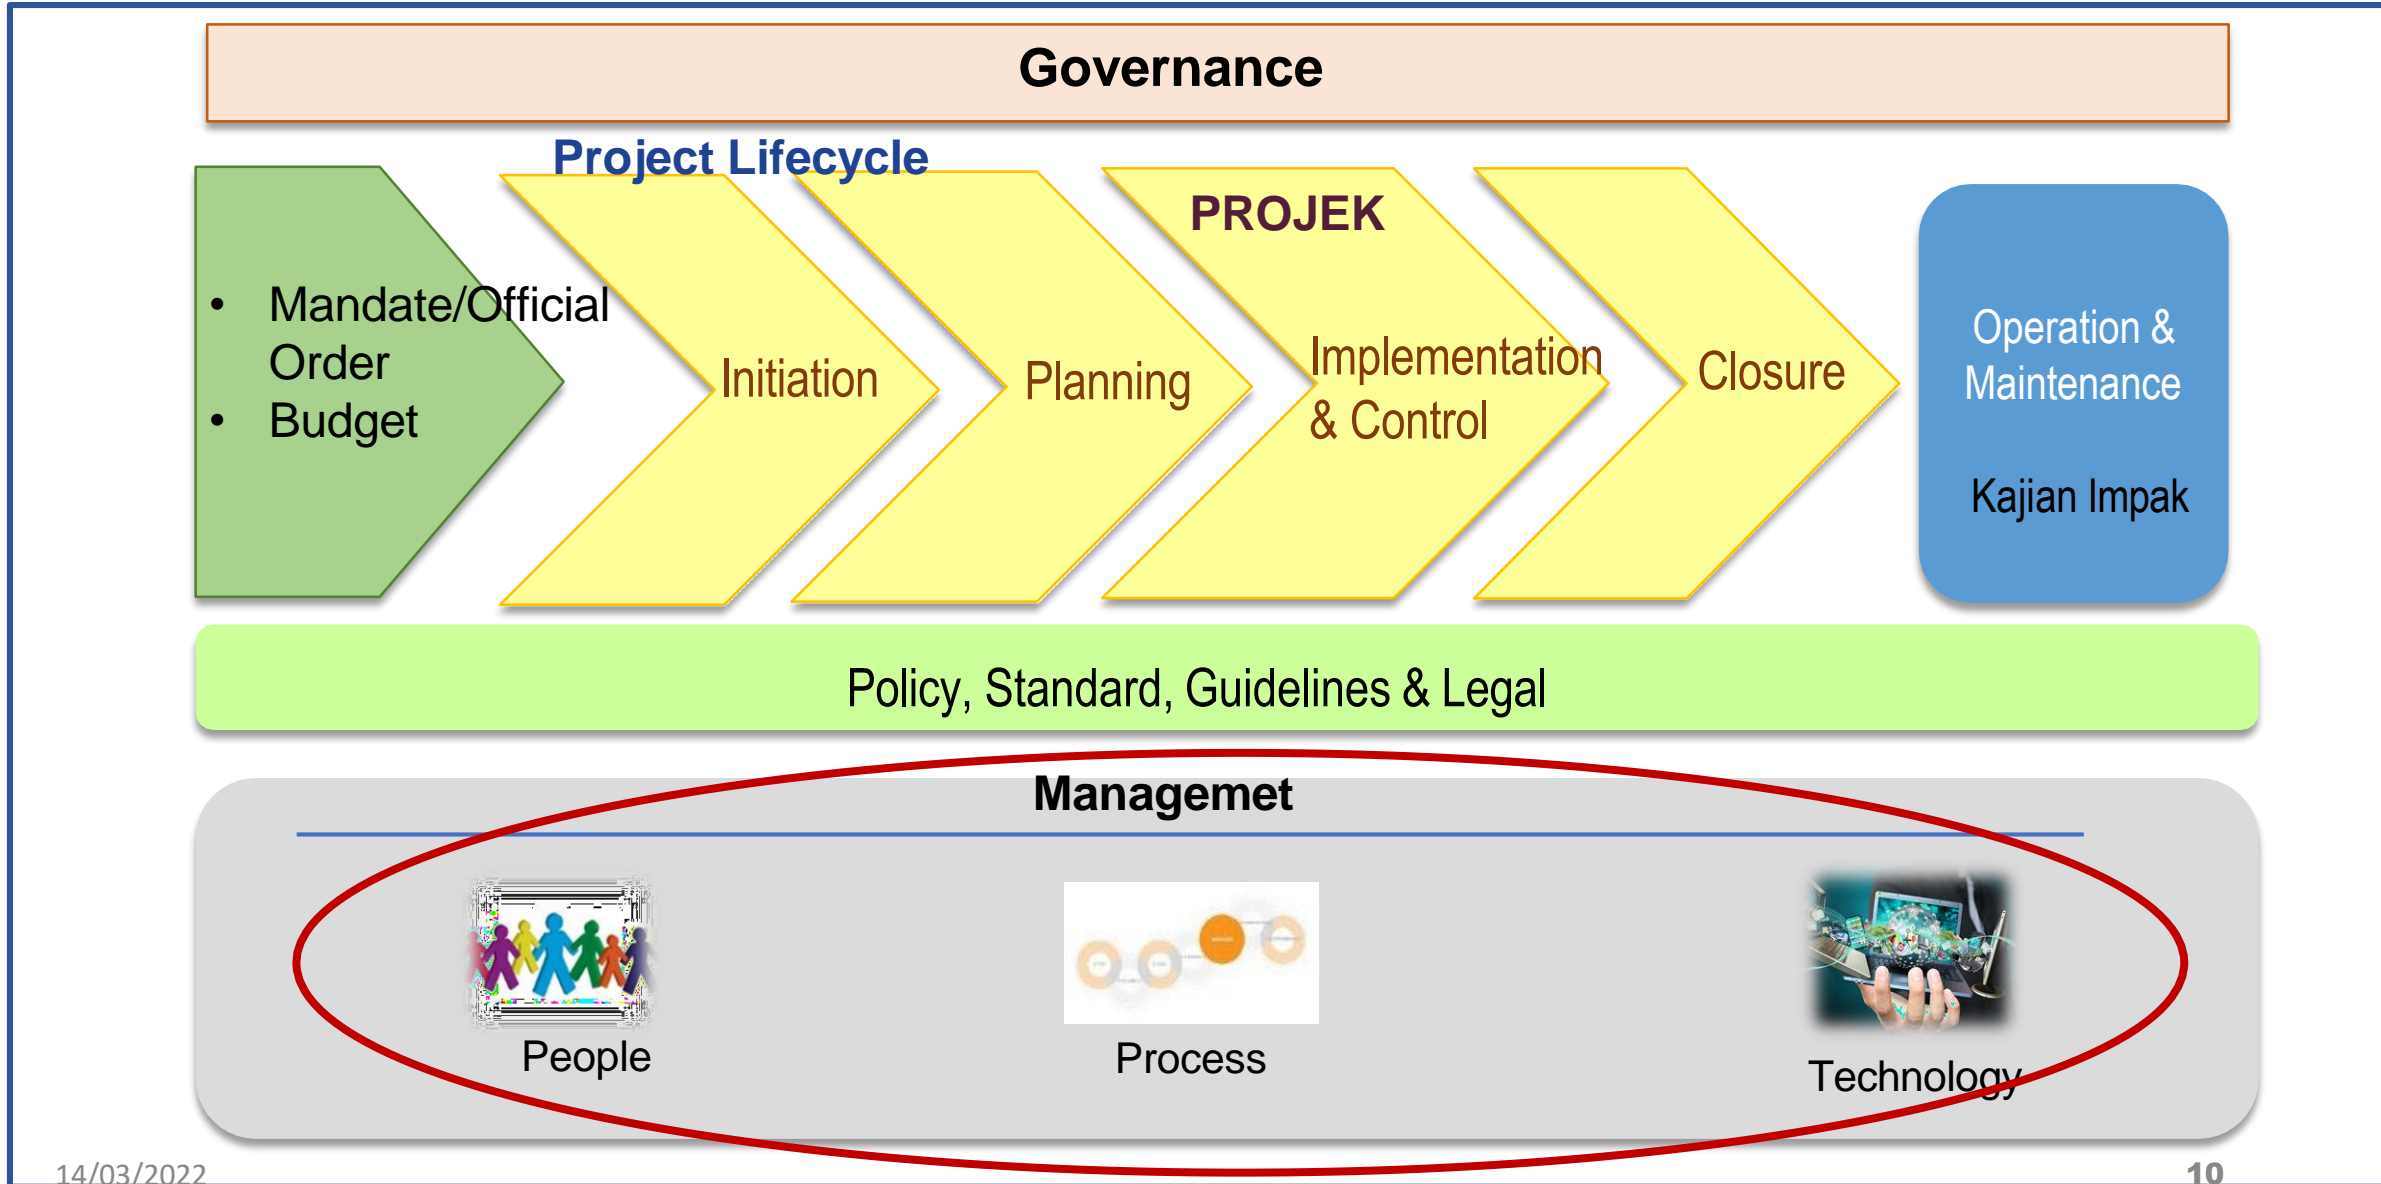 Governance
Project Lifecycle
PROJEK
• Mandate/Official
Order
• Budget
Initiation
Planning
Implementation
& Control
Closure
Operation &
Maintenance
Kajian Impak
Policy, Standard, Guidelines & Legal
Managemet
People
Process
Technology
14/03/2022
10